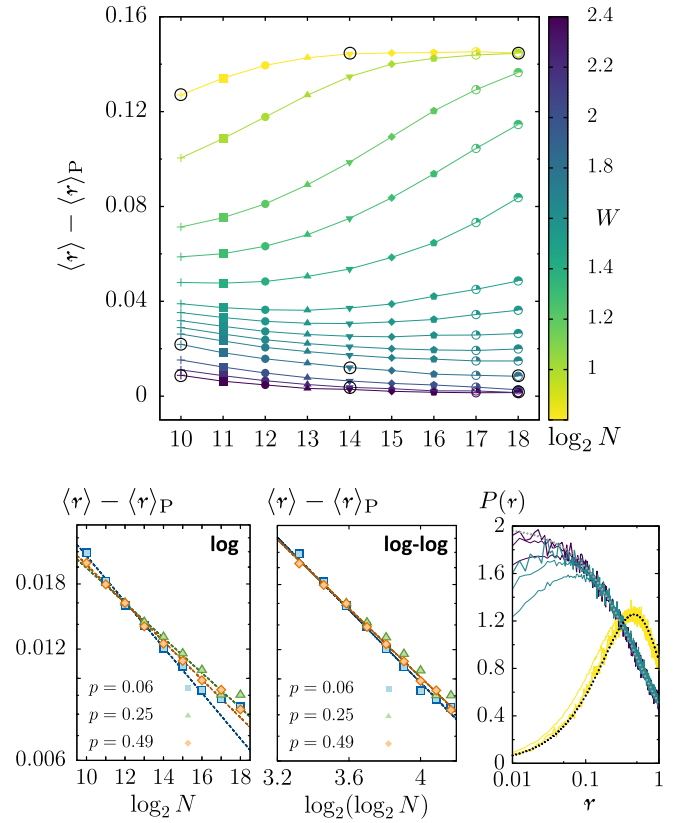 0.16
0.12
0.08
0.04
0
⟨r⟩ − ⟨r⟩P
10 11 12 13 14 15 16 17 18
log2 N
2.4
2.2
2
1.8
W
1.4
1.2
1
⟨r⟩ − ⟨r⟩P
log
0.018
0.012
0.006
p = 0.06
p = 0.25
p = 0.49
10 12 14 16 18
log2 N
⟨r⟩ − ⟨r⟩P
log-log
p = 0.06
p = 0.25
p = 0.49
3.2 3.6 4
log2(log2 N)
P(r)
2
1.6
1.2
0.8
0.4
0
0.01 0.1 1
r